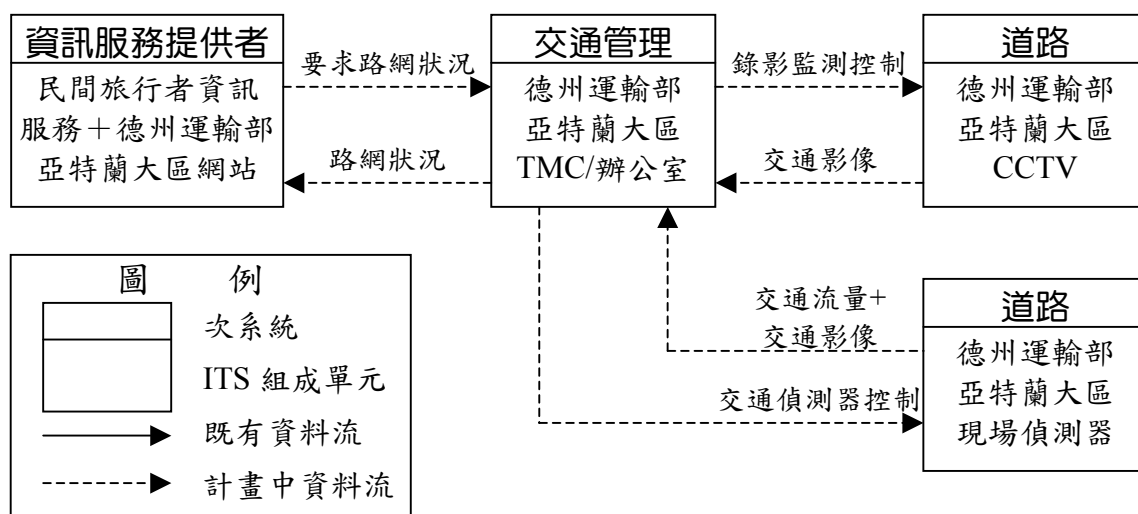 資訊服務提供者
民間旅行者資訊
服務＋德州運輸部
亞特蘭大區網站
要求路網狀況
路網狀況
交通管理
德州運輸部
亞特蘭大區
TMC/辦公室
錄影監測控制
交通影像
道路
德州運輸部
亞特蘭大區
CCTV
交通流量+
交通影像
交通偵測器控制
道路
德州運輸部
亞特蘭大區
現場偵測器
圖 例
次系統
ITS 組成單元
既有資料流
計畫中資料流